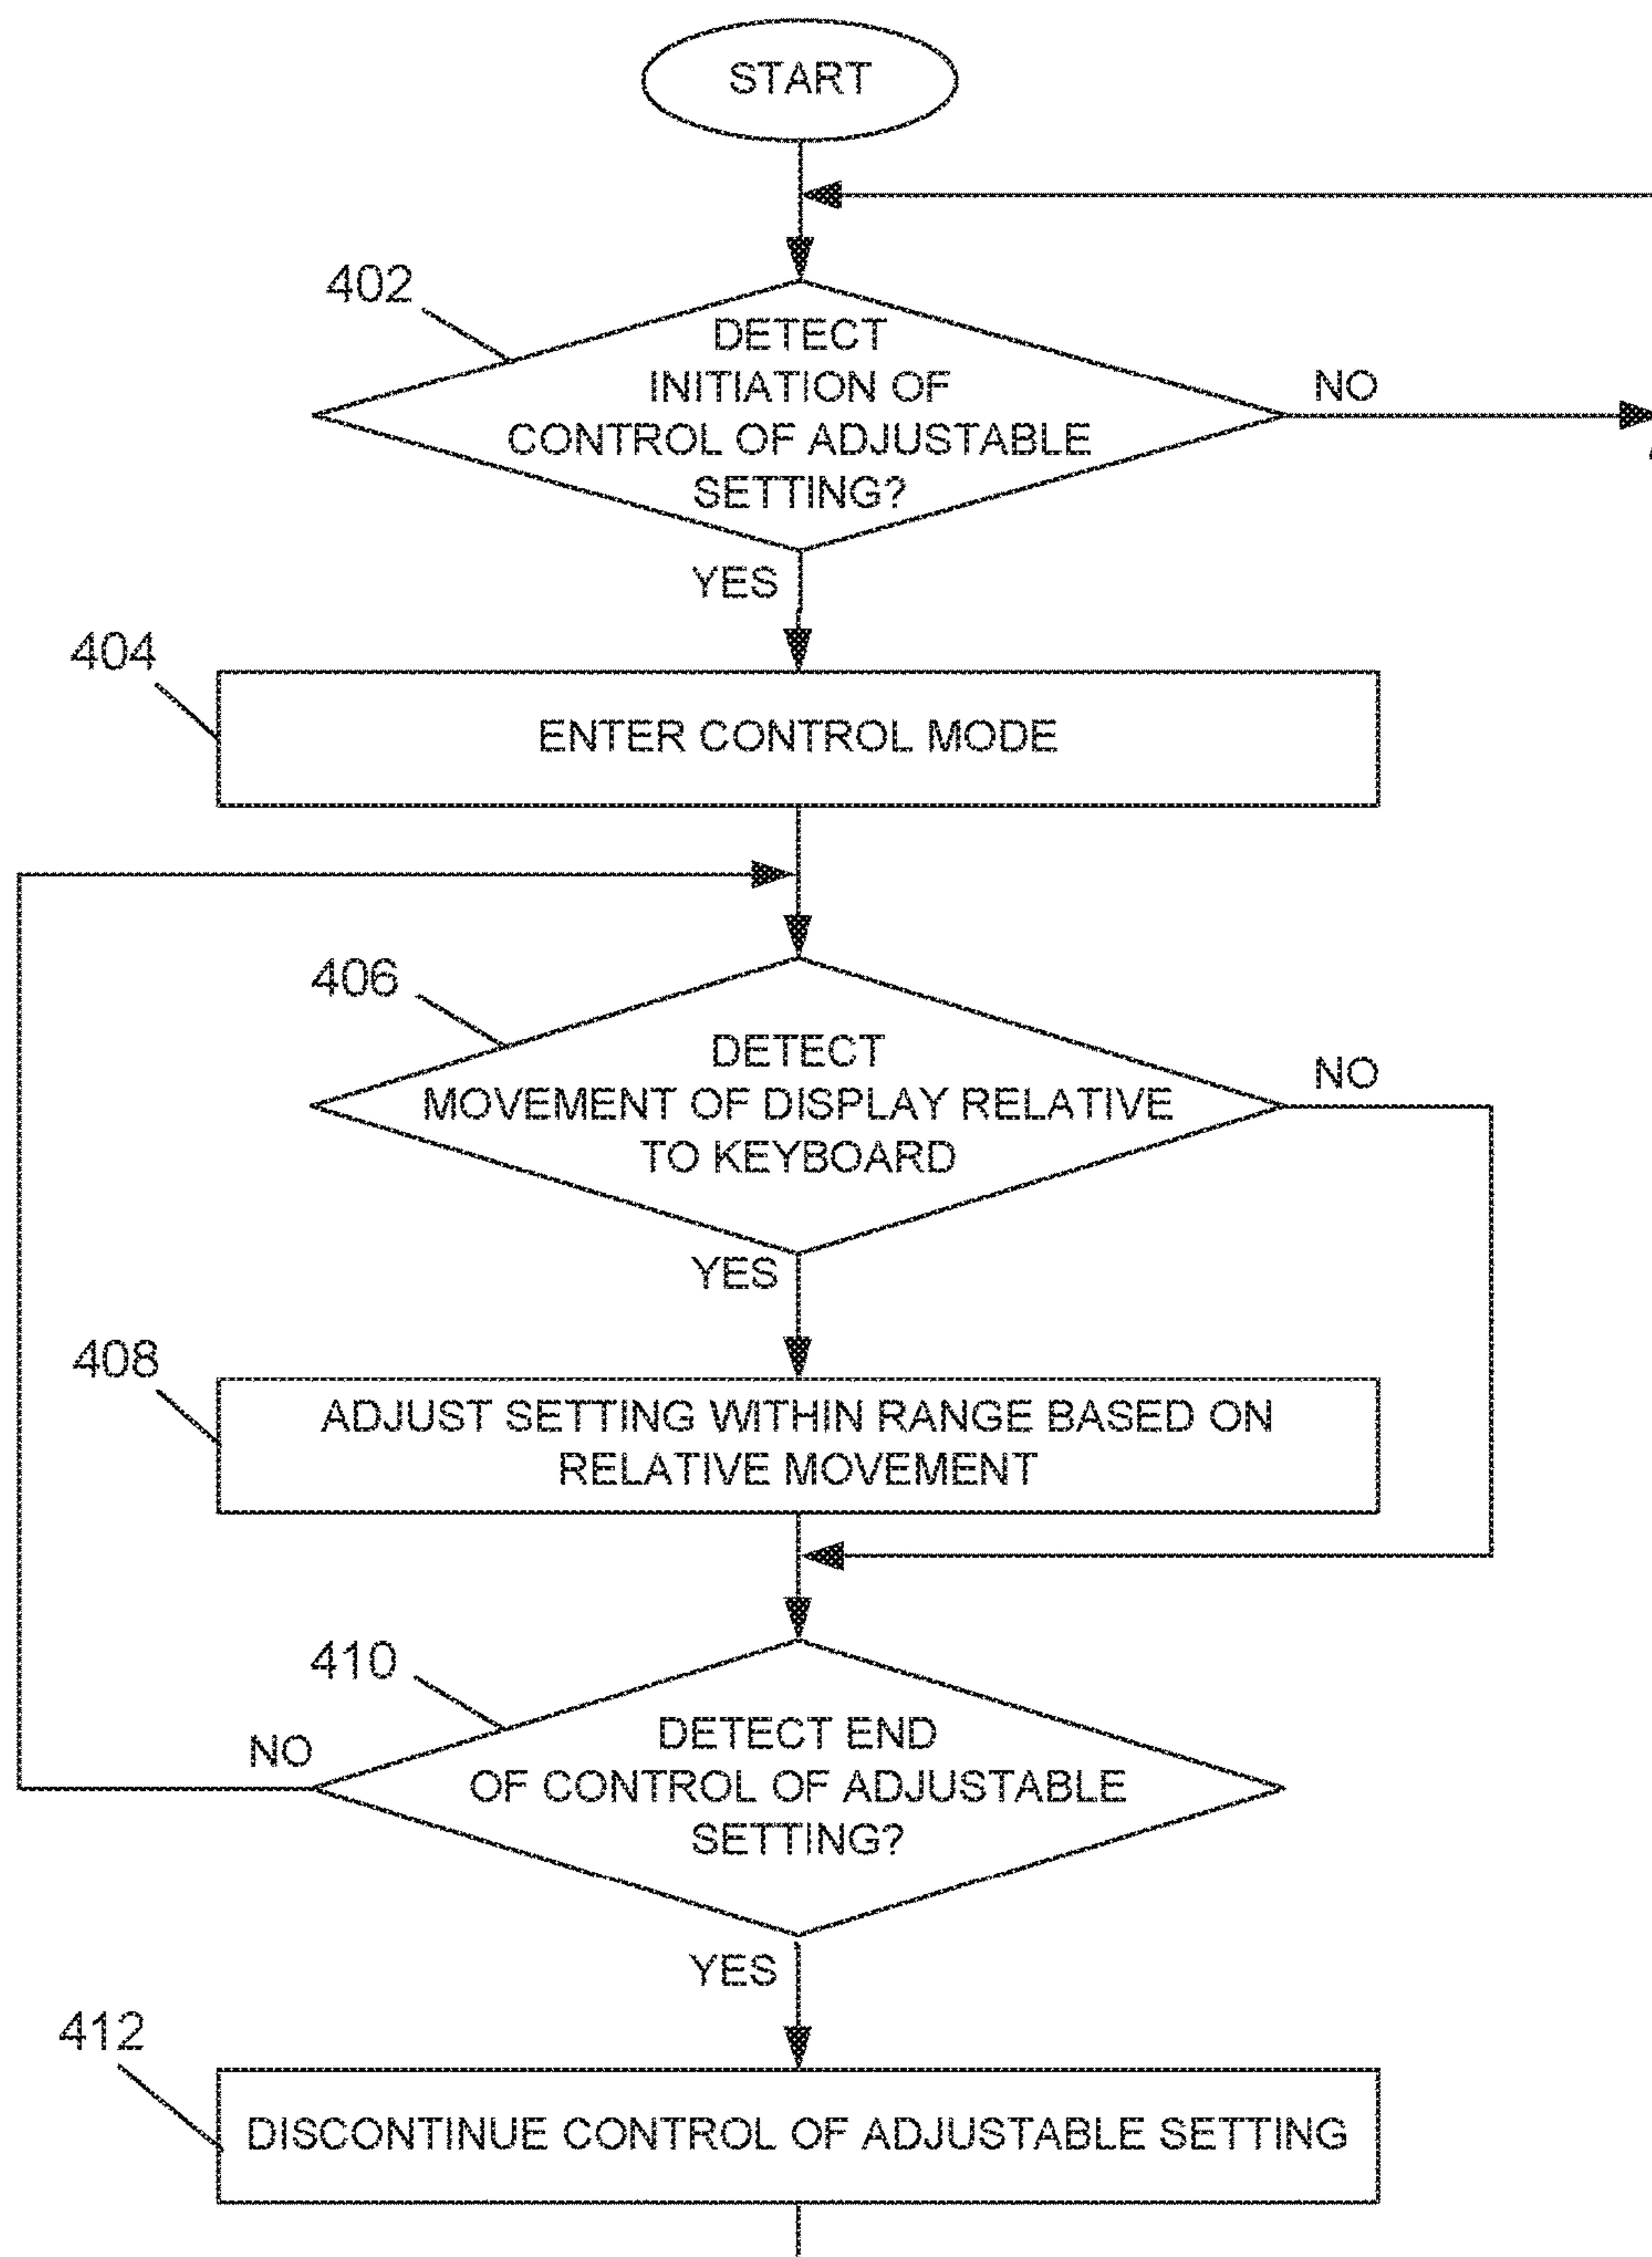 START
402
DETECT
INITIATION OF
CONTROL OF ADJUSTABLE
SETTING?
NO
YES
404
ENTER CONTROL MODE
406
DETECT
MOVEMENT OF DISPLAY RELATIVE
TO KEYBOARD
NO
YES
408
ADJUST SETTING WITHIN RANGE BASED ON
RELATIVE MOVEMENT
410
DETECT END
OF CONTROL OF ADJUSTABLE
SETTING?
NO
YES
412
DISCONTINUE CONTROL OF ADJUSTABLE SETTING